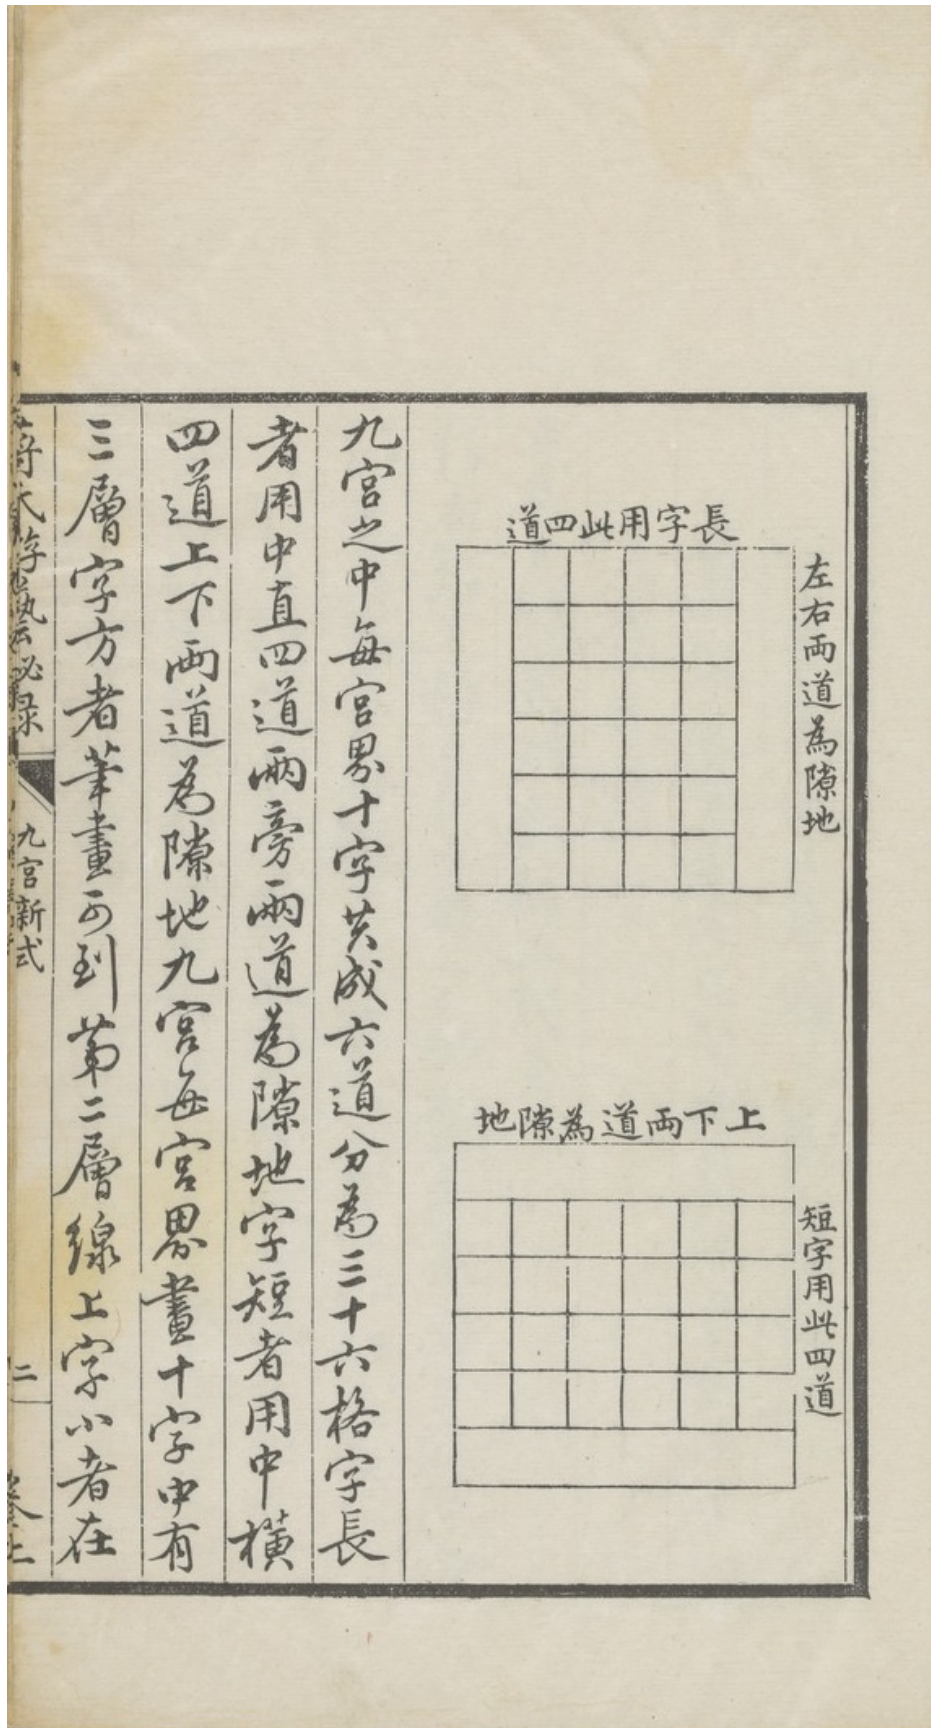 長字用此四道
左右両道為隙地
上下両道為隙地
短字用此四道
九宮之中每宮界十字共成六道分為三十六格字長
者用中直四道兩旁兩道為隙地字短者用中橫
四道上下兩道為隙地九宮每宮界畫十字中有
三層字方者筆畫可到第二層線上字小者在
九宮新式
二